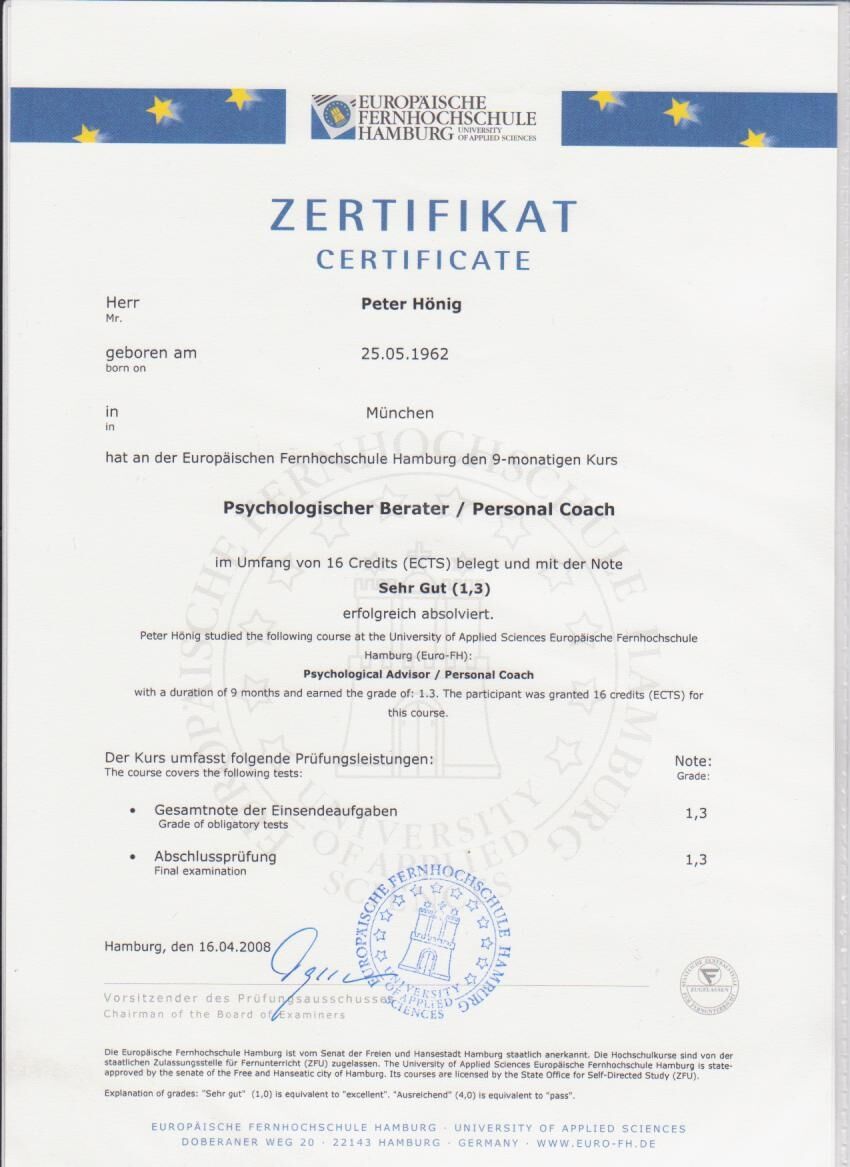 EUROPÄISCHE
FERNHOCHSCHULE
HAMBURG UNIVERSITY OF APPLIED SCIENCES
ZERTIFIKAT
CERTIFICATE
Herr Peter Hönig
Mr.
geboren am 25.05.1962
born on
in München
in
hat an der Europäischen Fernhochschule Hamburg den 9-monatigen Kurs
Psychologischer Berater / Personal Coach
im Umfang von 16 Credits (ECTS) belegt und mit der Note
Sehr Gut (1,3)
erfolgreich absolviert.
Peter Hönig studied the following course at the University of Applied Sciences Europäische Fernhochschule
Hamburg (Euro-FH):
Psychological Advisor / Personal Coach
with a duration of 9 months and earned the grade of: 1.3. The participant was granted 16 credits (ECTS) for
this course.
Der Kurs umfasst folgende Prüfungsleistungen: Note:
The course covers the following tests: Grade:
• Gesamtnote der Einsendeaufgaben 1,3
Grade of obligatory tests
• Abschlussprüfung 1,3
Final examination
EUROPÄISCHE FERNHOCHSCHULE HAMBURG
UNIVERSITY
OF APPLIED
SCIENCES
Hamburg, den 16.04.2008
EUROPÄISCHE FERNHOCHSCHULE HAMBURG
UNIVERSITY
OF APPLIED
SCIENCES
Vorsitzender des Prüfungsausschusses
Chairman of the Board of Examiners
STAATLICHE ZENTRALSTELLE
ZUGELASSEN
FÜR FERNUNTERRICHT
Die Europäische Fernhochschule Hamburg ist vom Senat der Freien und Hansestadt Hamburg staatlich anerkannt. Die Hochschulkurse sind von der
staatlichen Zulassungsstelle für Fernunterricht (ZFU) zugelassen. The University of Applied Sciences Europäische Fernhochschule Hamburg is state-
approved by the senate of the Free and Hanseatic city of Hamburg. Its courses are licensed by the State Office for Self-Directed Study (ZFU).
Explanation of grades: "Sehr gut" (1,0) is equivalent to "excellent". "Ausreichend" (4,0) is equivalent to "pass".
EUROPÄISCHE FERNHOCHSCHULE HAMBURG · UNIVERSITY OF APPLIED SCIENCES
DOBERANER WEG 20 · 22143 HAMBURG · GERMANY · WWW.EURO-FH.DE